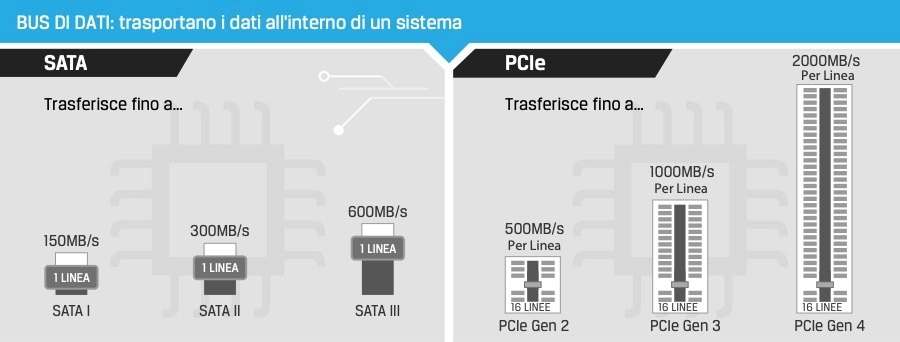 BUS DI DATI: trasportano i dati all'interno di un sistema
SATA
Trasferisce fino a...
150MB/s
1 LINEA
SATA I
300MB/s
1 LINEA
SATA II
600MB/s
1 LINEA
SATA III
PCIe
Trasferisce fino a...
500MB/s
Per Linea
16 LINEE
PCIe Gen 2
1000MB/s
Per Linea
16 LINEE
PCIe Gen 3
2000MB/s
Per Linea
16 LINEE
PCIe Gen 4